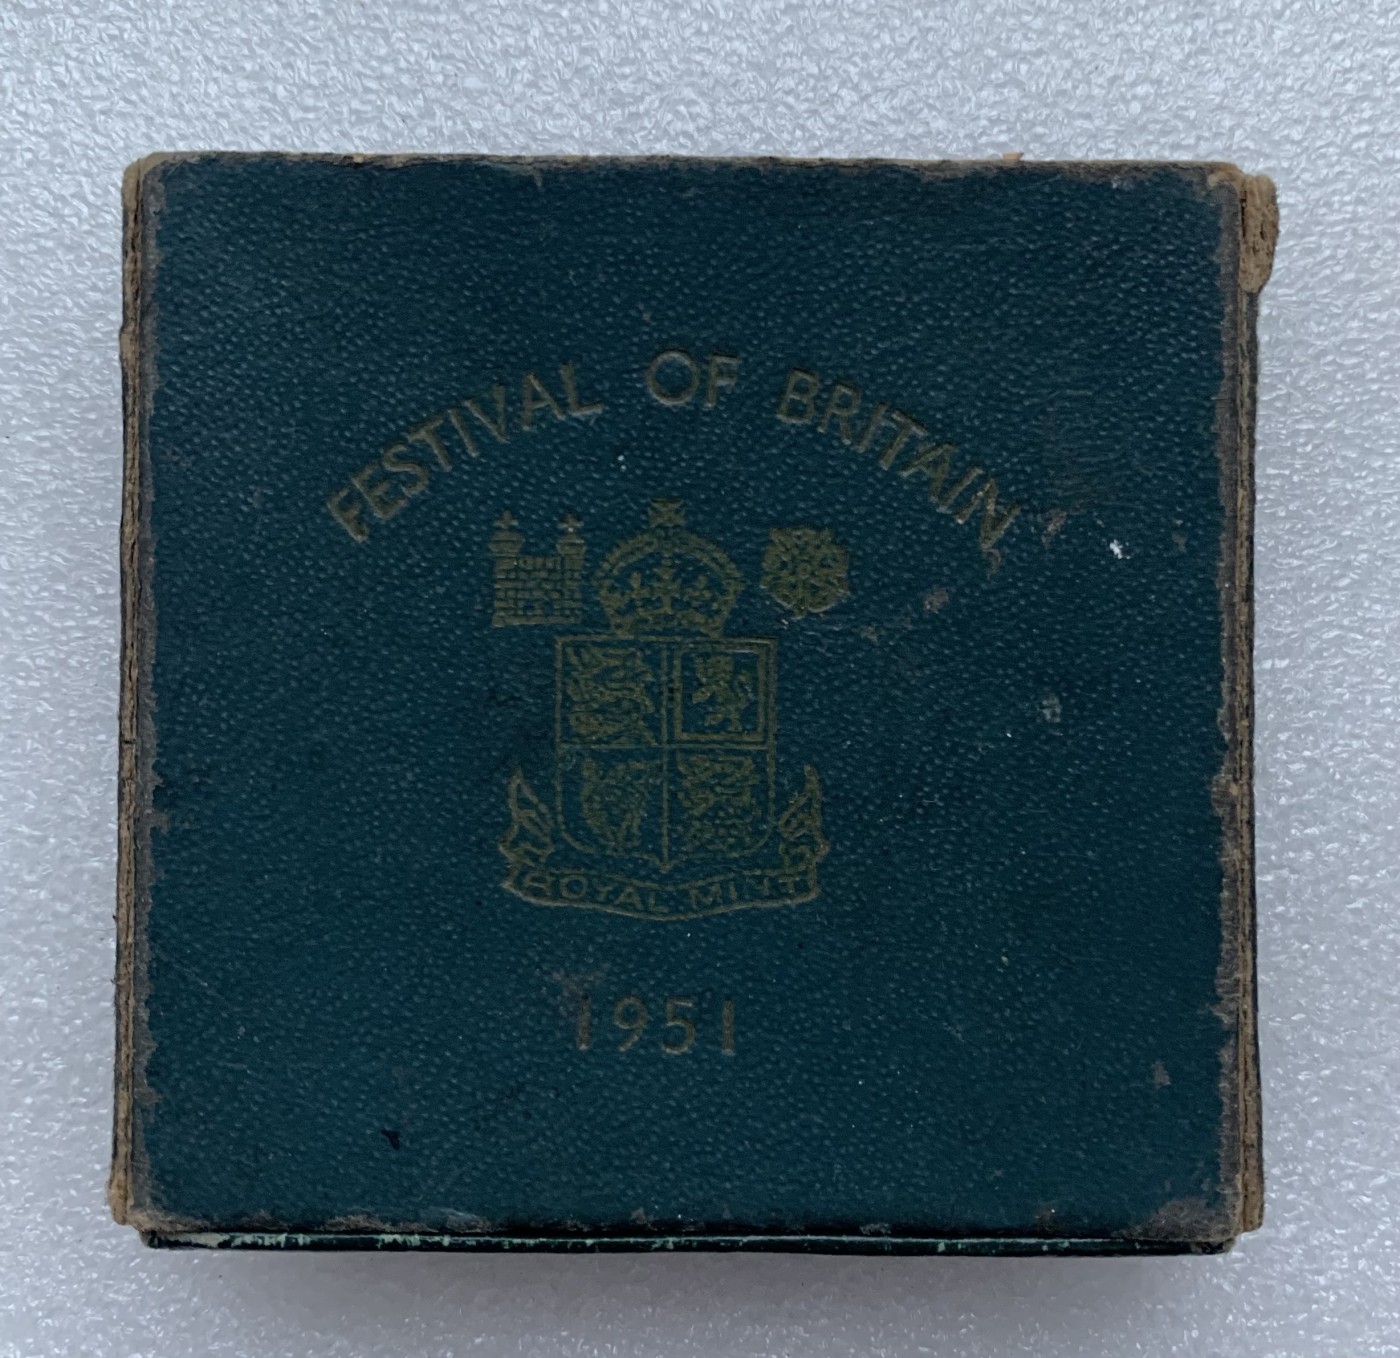 FESTIVAL OF BRITAIN
ROYAL MINT
1951